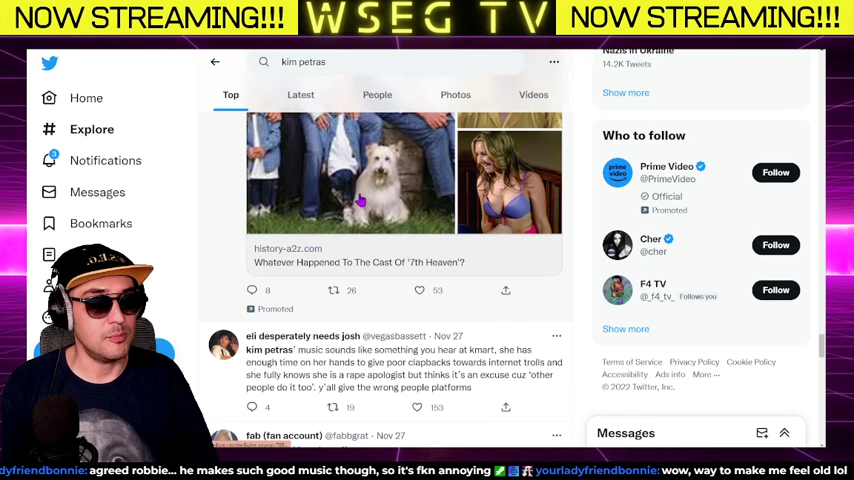 NOW STREAMING!!!
WSEG TV
NOW STREAMING!!!
kim petras
Top
Latest
People
Photos
Videos
Home
Explore
3
Notifications
Messages
Bookmarks
W.S.E.G.
history-a2z.com
Whatever Happened To The Cast Of '7th Heaven'?
8
26
53
Promoted
eli desperately needs josh @vegasbassett · Nov 27
kim petras' music sounds like something you hear at kmart, she has
enough time on her hands to give poor clapbacks towards internet trolls and
she fully knows she is a rape apologist but thinks it's an excuse cuz 'other
people do it too'. y'all give the wrong people platforms
4
19
153
fab (fan account) @fabbgrat · Nov 27
Nazis in Ukraine
14.2K Tweets
Show more
Who to follow
prime video
Prime Video
@PrimeVideo
Official
Promoted
Follow
Cher
@cher
Follow
F4 TV
@_f4_tv_ Follows you
Follow
Show more
Terms of Service Privacy Policy Cookie Policy
Accessibility Ads info More ···
© 2022 Twitter, Inc.
Messages
dyfriendbonnie: agreed robbie... he makes such good music though, so it's fkn annoying yourladyfriendbonnie: wow, way to make me feel old lol